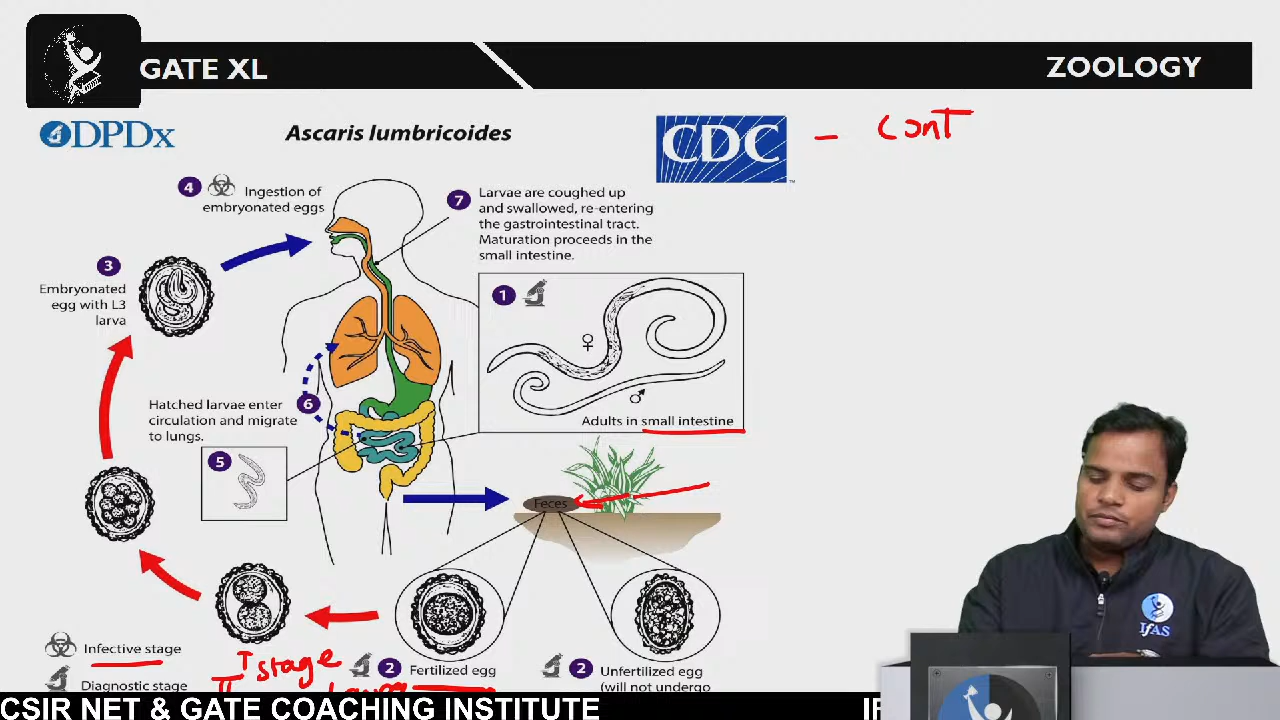 GATE XL
ZOOLOGY
DPDx
Ascaris lumbricoides
CDC
- Cont
4
Ingestion of
embryonated eggs
7
Larvae are coughed up
and swallowed, re-entering
the gastrointestinal tract.
Maturation proceeds in the
small intestine.
3
Embryonated
egg with L3
larva
1
♀
♂
Adults in small intestine
6
Hatched larvae enter
circulation and migrate
to lungs.
5
Feces
Infective stage
Diagnostic stage
I stage
II
2
Fertilized egg
2
Unfertilized egg
(will not undergo
IFAS
CSIR NET & GATE COACHING INSTITUTE